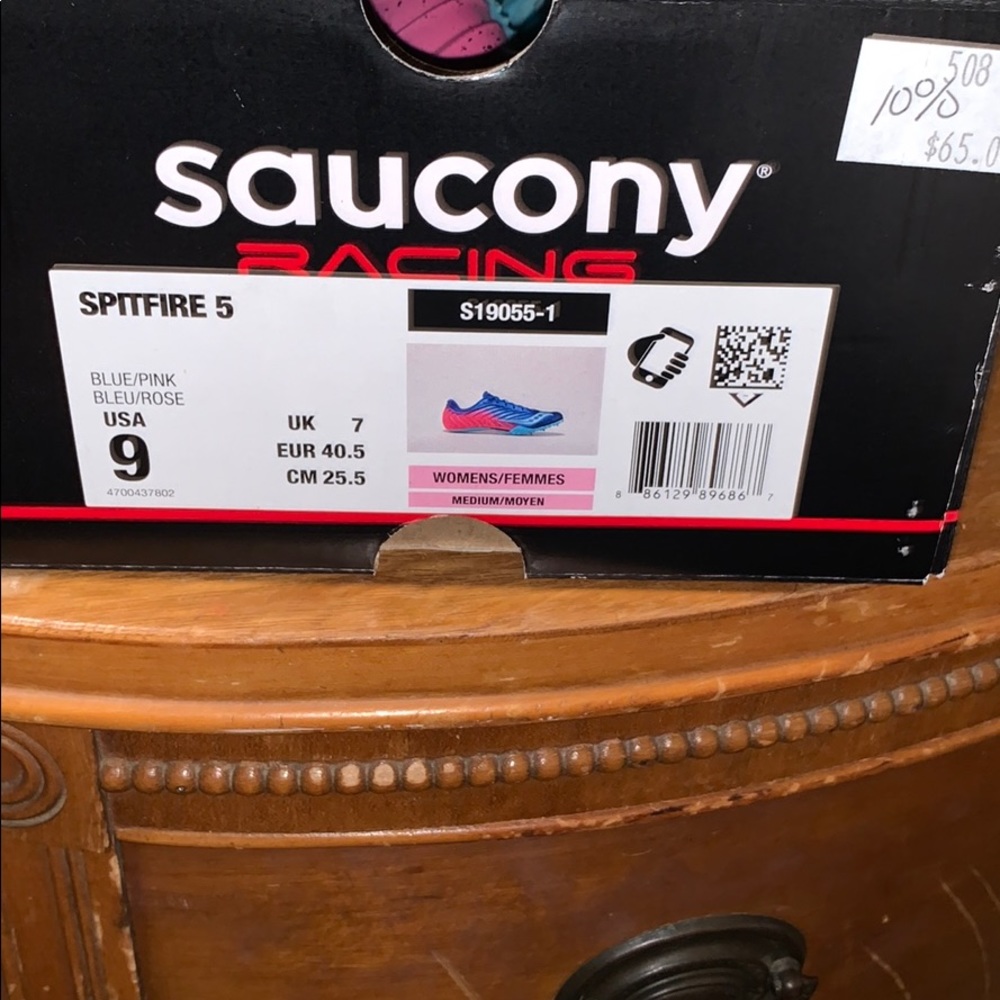 508
10%
$65.0
saucony®
RACING
SPITFIRE 5
S19055-1
BLUE/PINK
BLEU/ROSE
USA
9
4700437802
UK 7
EUR 40.5
CM 25.5
WOMENS/FEMMES
MEDIUM/MOYEN
8 86129 89686 7